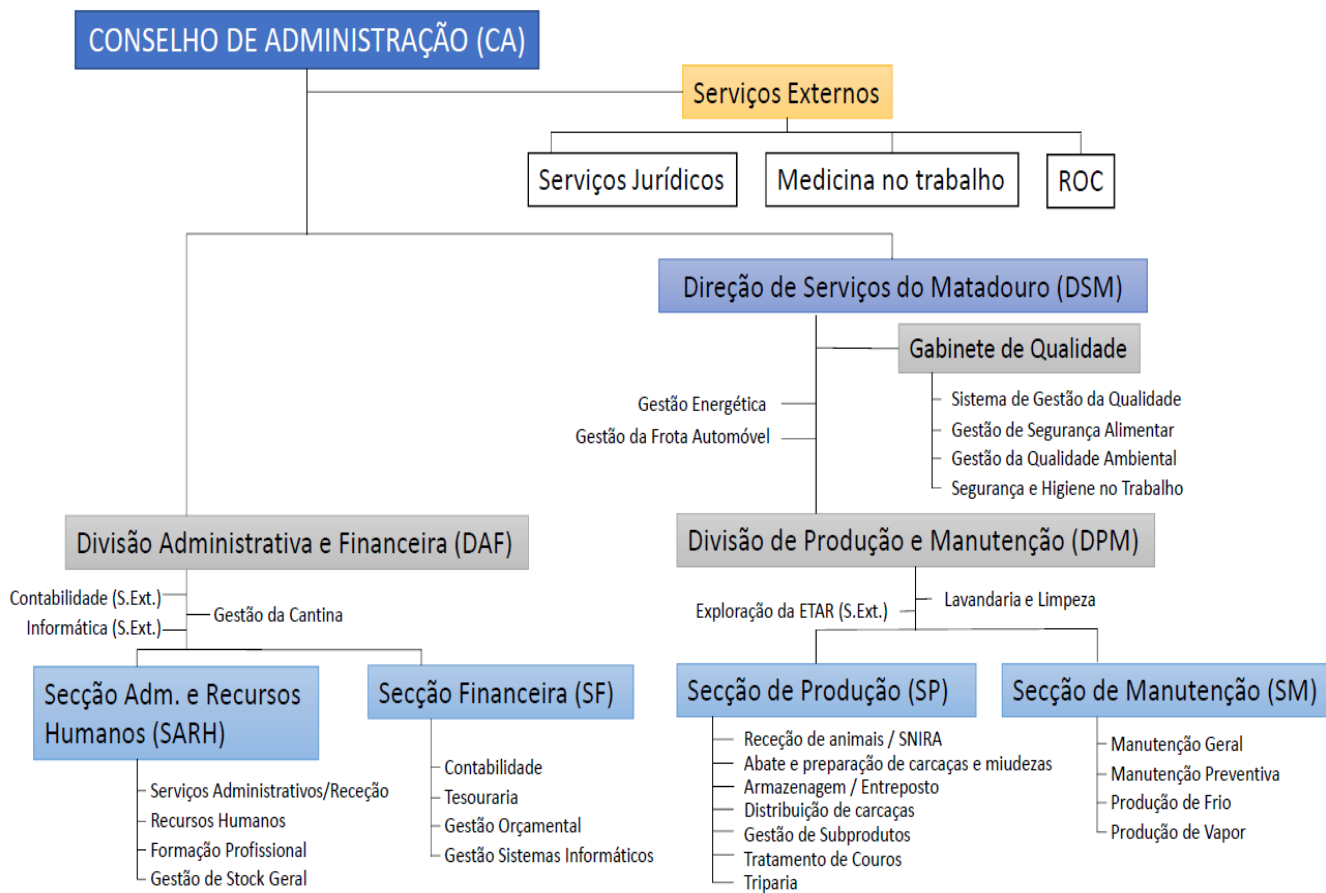 CONSELHO DE ADMINISTRAÇÃO (CA)
Serviços Externos
Serviços Jurídicos
Medicina no trabalho
ROC
Direção de Serviços do Matadouro (DSM)
Gabinete de Qualidade
Sistema de Gestão da Qualidade
Gestão de Segurança Alimentar
Gestão da Qualidade Ambiental
Segurança e Higiene no Trabalho
Gestão Energética
Gestão da Frota Automóvel
Divisão Administrativa e Financeira (DAF)
Contabilidade (S.Ext.)
Gestão da Cantina
Informática (S.Ext.)
Secção Adm. e Recursos
Humanos (SARH)
Serviços Administrativos/Receção
Recursos Humanos
Formação Profissional
Gestão de Stock Geral
Secção Financeira (SF)
Contabilidade
Tesouraria
Gestão Orçamental
Gestão Sistemas Informáticos
Divisão de Produção e Manutenção (DPM)
Lavandaria e Limpeza
Exploração da ETAR (S.Ext.)
Secção de Produção (SP)
Receção de animais / SNIRA
Abate e preparação de carcaças e miudezas
Armazenagem / Entreposto
Distribuição de carcaças
Gestão de Subprodutos
Tratamento de Couros
Triparia
Secção de Manutenção (SM)
Manutenção Geral
Manutenção Preventiva
Produção de Frio
Produção de Vapor